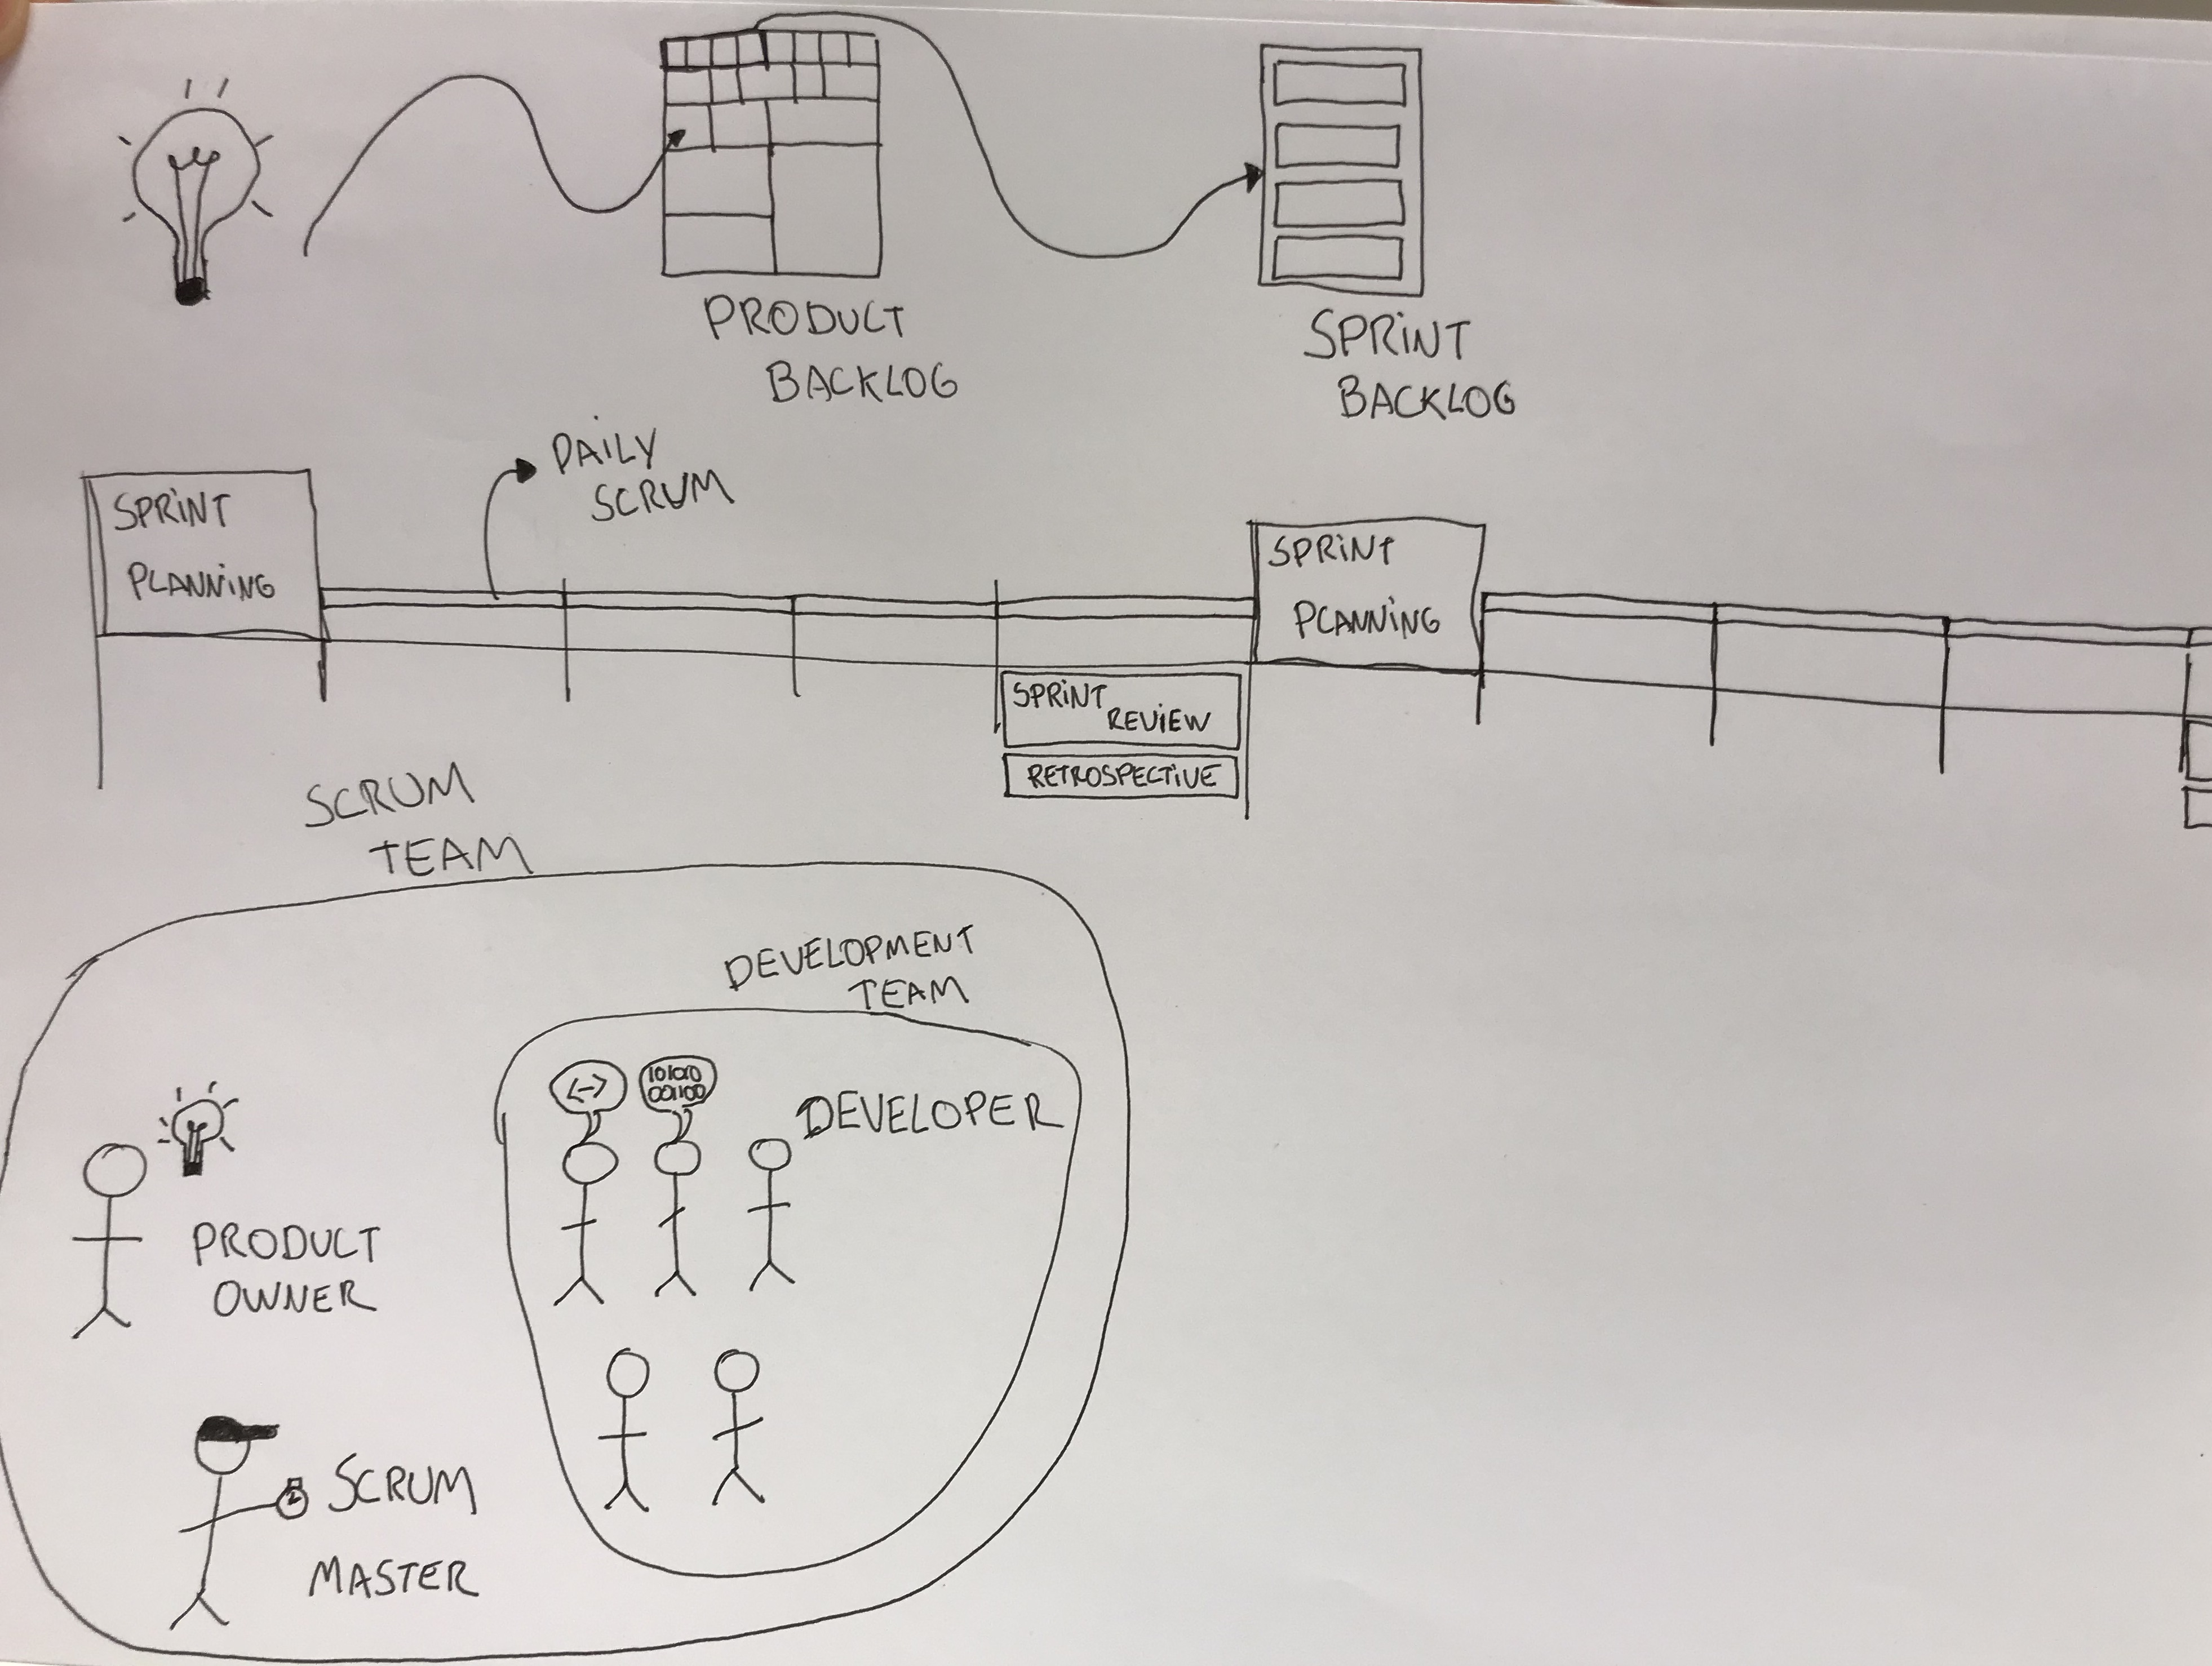 PRODUCT
BACKLOG
SPRINT
BACKLOG
DAILY
SCRUM
SPRINT
PLANNING
SPRINT
PLANNING
SPRINT
REVIEW
RETROSPECTIVE
SCRUM
TEAM
DEVELOPMENT
TEAM
<->
101010
001100
DEVELOPER
PRODUCT
OWNER
SCRUM
MASTER